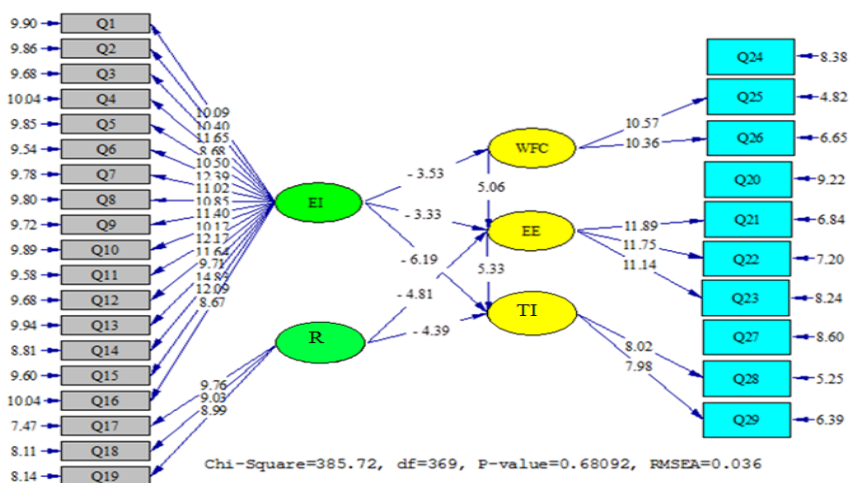 9.90 Q1
9.86 Q2
9.68 Q3
10.04 Q4
9.85 Q5
9.54 Q6
9.78 Q7
9.80 Q8
9.72 Q9
9.89 Q10
9.58 Q11
9.68 Q12
9.94 Q13
8.81 Q14
9.60 Q15
10.04 Q16
7.47 Q17
8.11 Q18
8.14 Q19
10.09
10.40
11.65
8.68
10.50
12.39
11.02
10.83
11.40
10.17
12.17
11.64
9.71
14.83
12.09
8.67
9.76
9.03
8.99
EI
R
- 3.53
- 3.33
- 6.19
- 4.81
- 4.39
WFC
5.06
EE
5.33
TI
10.57
10.36
11.89
11.75
11.14
8.02
7.98
Q24 8.38
Q25 4.82
Q26 6.65
Q20 9.22
Q21 6.84
Q22 7.20
Q23 8.24
Q27 8.60
Q28 5.25
Q29 6.39
Chi-Square=385.72, df=369, P-value=0.68092, RMSEA=0.036